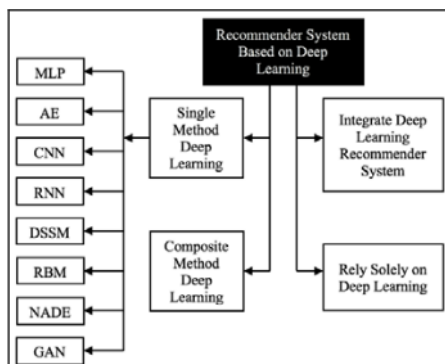 Recommender System
Based on Deep
Learning
MLP
AE
CNN
RNN
DSSM
RBM
NADE
GAN
Single
Method
Deep
Learning
Composite
Method
Deep
Learning
Integrate Deep
Learning
Recommender
System
Rely Solely on
Deep Learning